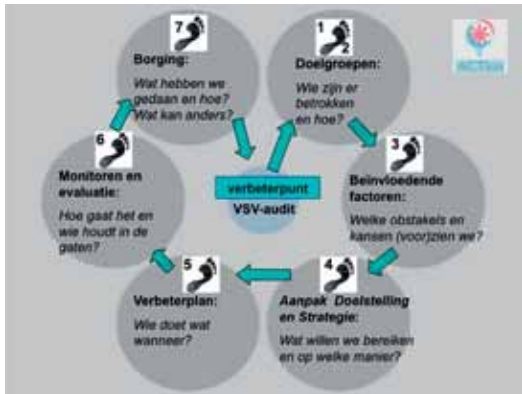 1
2
Doelgroepen:
Wie zijn er
betrokken
en hoe?
3
Beïnvloedende
factoren:
Welke obstakels en
kansen (voor)zien we?
4
Aanpak Doelstelling
en Strategie:
Wat willen we bereiken
en op welke manier?
5
Verbeterplan:
Wie doet wat
wanneer?
6
Monitoren en
evaluatie:
Hoe gaat het en
wie houdt in de
gaten?
7
Borging:
Wat hebben we
gedaan en hoe?
Wat kan anders?
verbeterpunt
VSV-audit